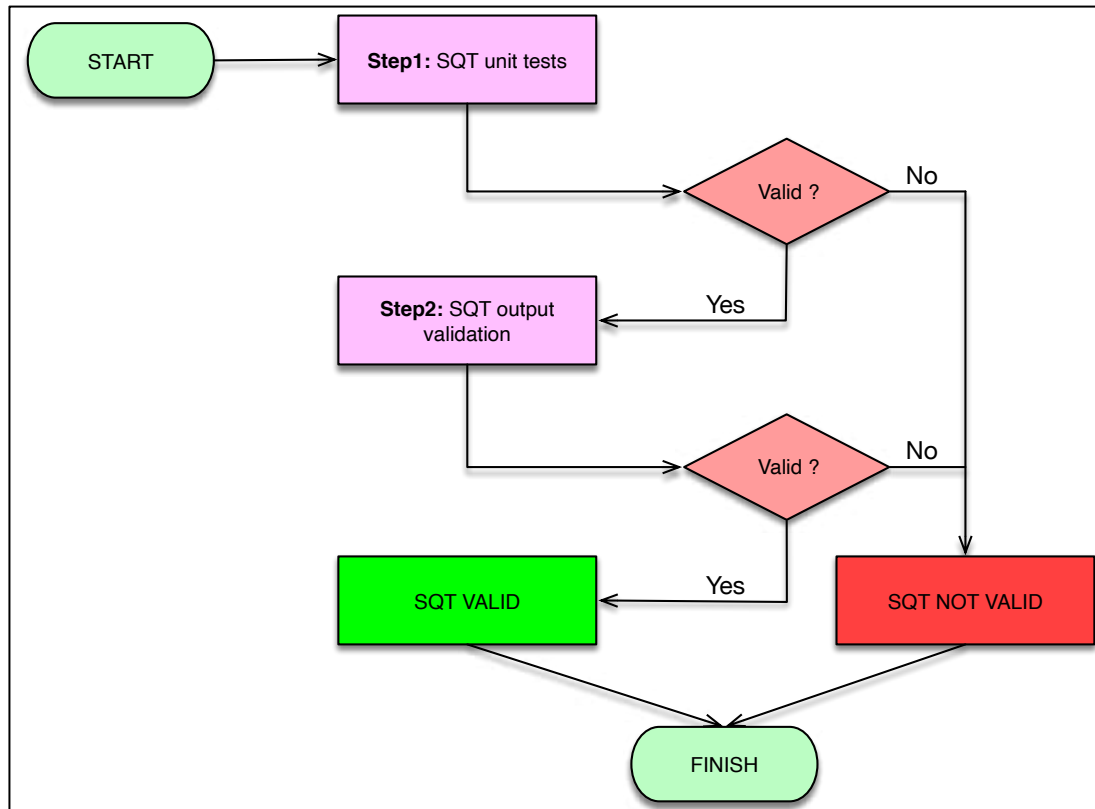 START
Step1: SQT unit tests
Valid ?
No
Yes
Step2: SQT output
validation
Valid ?
No
Yes
SQT VALID
SQT NOT VALID
FINISH